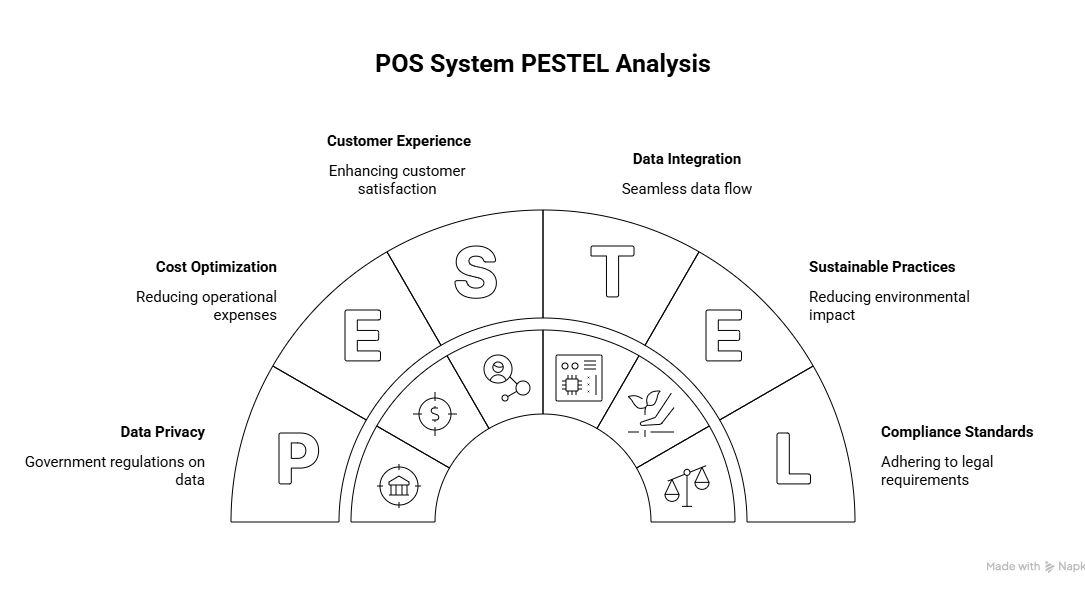 POS System PESTEL Analysis
Customer Experience
Enhancing customer
satisfaction
Data Integration
Seamless data flow
Cost Optimization
Reducing operational
expenses
Sustainable Practices
Reducing environmental
impact
Data Privacy
Government regulations on
data
Compliance Standards
Adhering to legal
requirements
P
E
S
T
E
L
$
Made with Napk